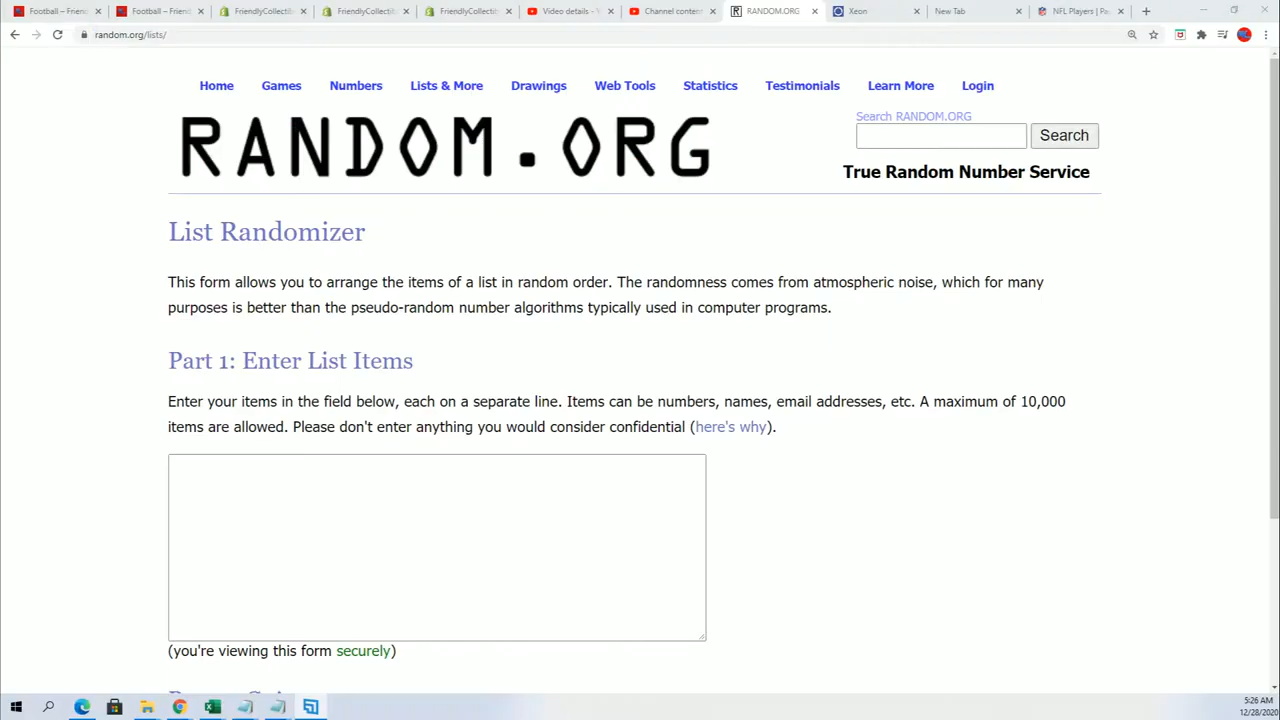 Football – Friend
Football – Friend
FriendlyCollectib
FriendlyCollectib
FriendlyCollectib
Video details - Y
Channel content
RANDOM.ORG
Xeon
New Tab
NFL Players | Pa
random.org/lists/
Home Games Numbers Lists & More Drawings Web Tools Statistics Testimonials Learn More Login
RANDOM.ORG
Search RANDOM.ORG
Search
True Random Number Service
List Randomizer
This form allows you to arrange the items of a list in random order. The randomness comes from atmospheric noise, which for many
purposes is better than the pseudo-random number algorithms typically used in computer programs.
Part 1: Enter List Items
Enter your items in the field below, each on a separate line. Items can be numbers, names, email addresses, etc. A maximum of 10,000
items are allowed. Please don't enter anything you would consider confidential (here's why).
(you're viewing this form securely)
5:26 AM
12/28/2020